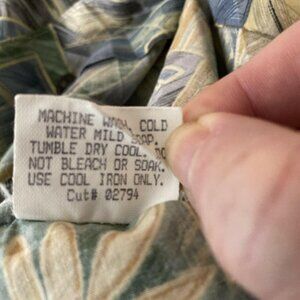 MACHINE WASH. COLD
WATER MILD SOAP.
TUMBLE DRY COOL. DO
NOT BLEACH OR SOAK.
USE COOL IRON ONLY.
Cut# 02794